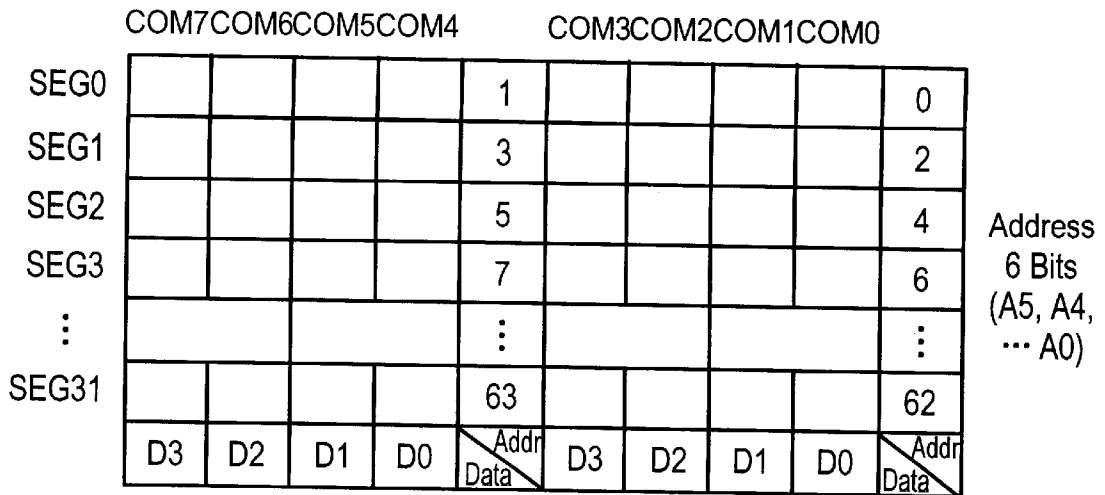 COM7COM6COM5COM4 COM3COM2COM1COM0
SEG0 1 0
SEG1 3 2
SEG2 5 4
SEG3 7 6
⋮ ⋮ ⋮
SEG31 63 62
D3 D2 D1 D0 Addr Data D3 D2 D1 D0 Addr Data
Address
6 Bits
(A5, A4,
··· A0)